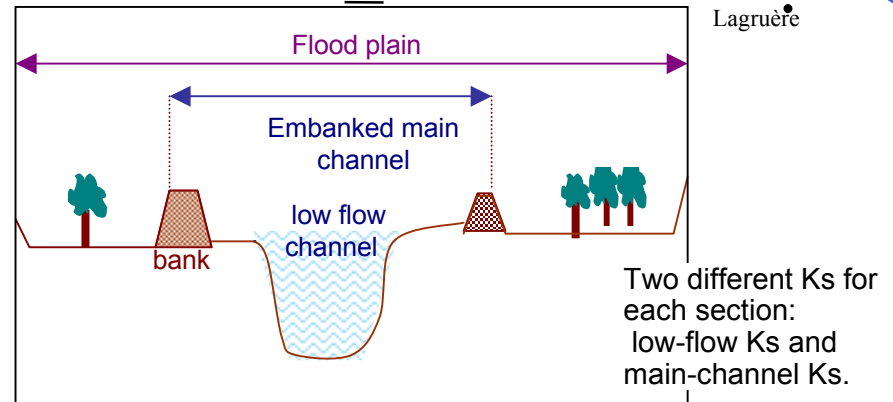 Lagruère
Flood plain
Embanked main
channel
low flow
channel
bank
Two different Ks for
each section:
low-flow Ks and
main-channel Ks.